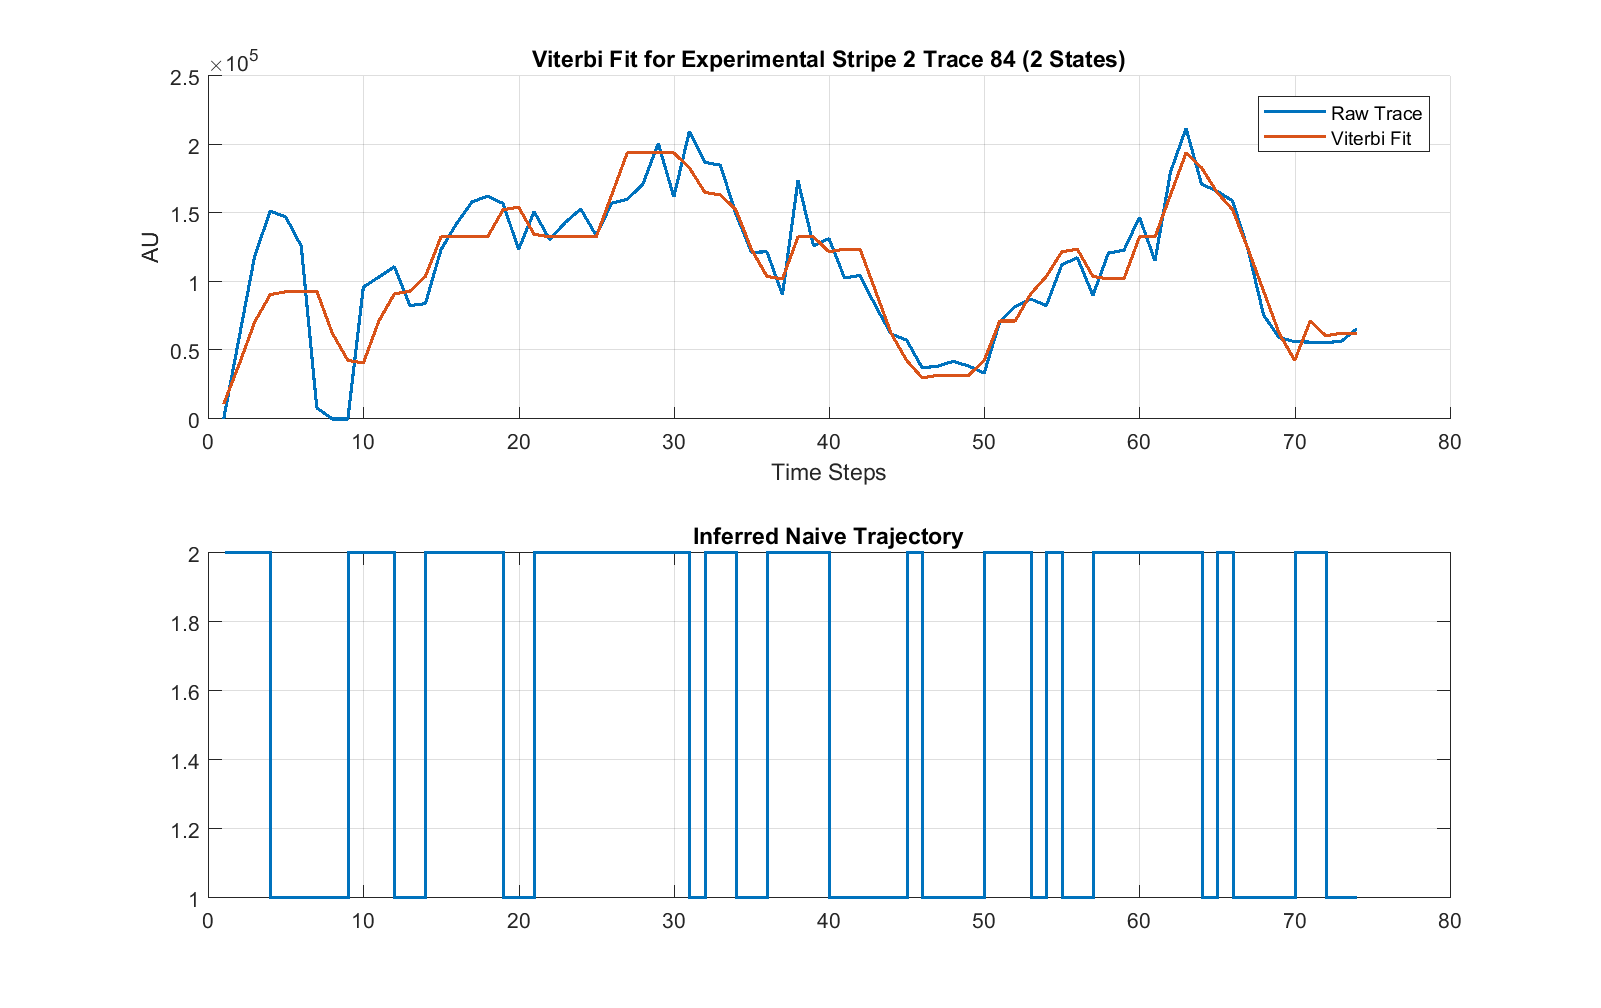 Viterbi Fit for Experimental Stripe 2 Trace 84 (2 States)
×10^5
2.5
2
1.5
1
0.5
0
AU
Raw Trace
Viterbi Fit
0 10 20 30 40 50 60 70 80
Time Steps
Inferred Naive Trajectory
2
1.8
1.6
1.4
1.2
1
0 10 20 30 40 50 60 70 80